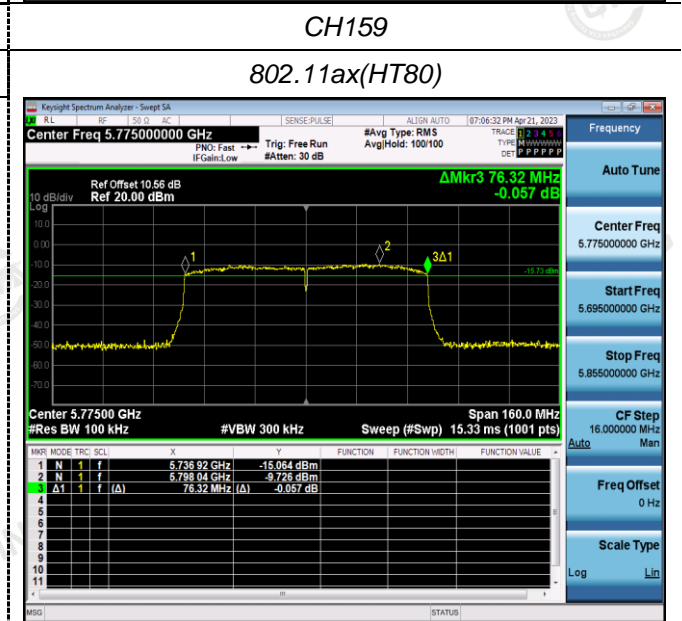 CH159
802.11ax(HT80)
Keysight Spectrum Analyzer - Swept SA
RL RF 50 Ω AC SENSE:PULSE ALIGN AUTO 07:06:32 PM Apr 21, 2023
Center Freq 5.775000000 GHz
PNO: Fast
IFGain:Low
Trig: Free Run
#Atten: 30 dB
#Avg Type: RMS
Avg|Hold: 100/100
TRACE 1 2 3 4 5 6
TYPE M WWWWW
DET P P P P P P
Ref Offset 10.56 dB
10 dB/div Ref 20.00 dBm
ΔMkr3 76.32 MHz
-0.057 dB
Log
10.0
0.00
-10.0
-20.0
-30.0
-40.0
-50.0
-60.0
-70.0
1
2
3Δ1
-15.73 dBm
Center 5.77500 GHz Span 160.0 MHz
#Res BW 100 kHz #VBW 300 kHz Sweep (#Swp) 15.33 ms (1001 pts)
MKR MODE TRC SCL X Y FUNCTION FUNCTION WIDTH FUNCTION VALUE
1 N 1 f 5.736 92 GHz -15.064 dBm
2 N 1 f 5.798 04 GHz -9.726 dBm
3 Δ1 1 f (Δ) 76.32 MHz (Δ) -0.057 dB
4
5
6
7
8
9
10
11
MSG STATUS
Frequency
Auto Tune
Center Freq
5.775000000 GHz
Start Freq
5.695000000 GHz
Stop Freq
5.855000000 GHz
CF Step
16.000000 MHz
Auto Man
Freq Offset
0 Hz
Scale Type
Log Lin